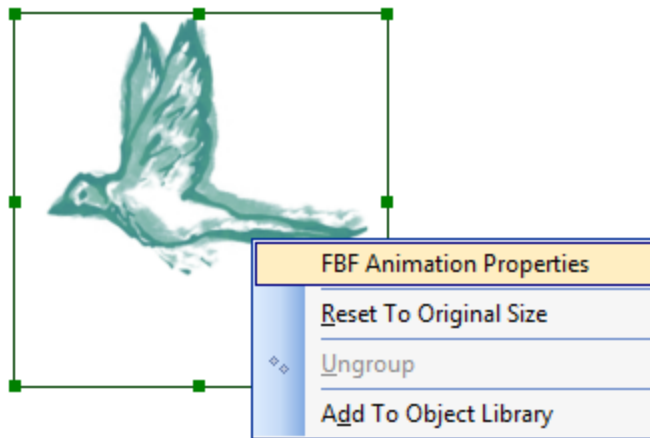 FBF Animation Properties
Reset To Original Size
Ungroup
Add To Object Library